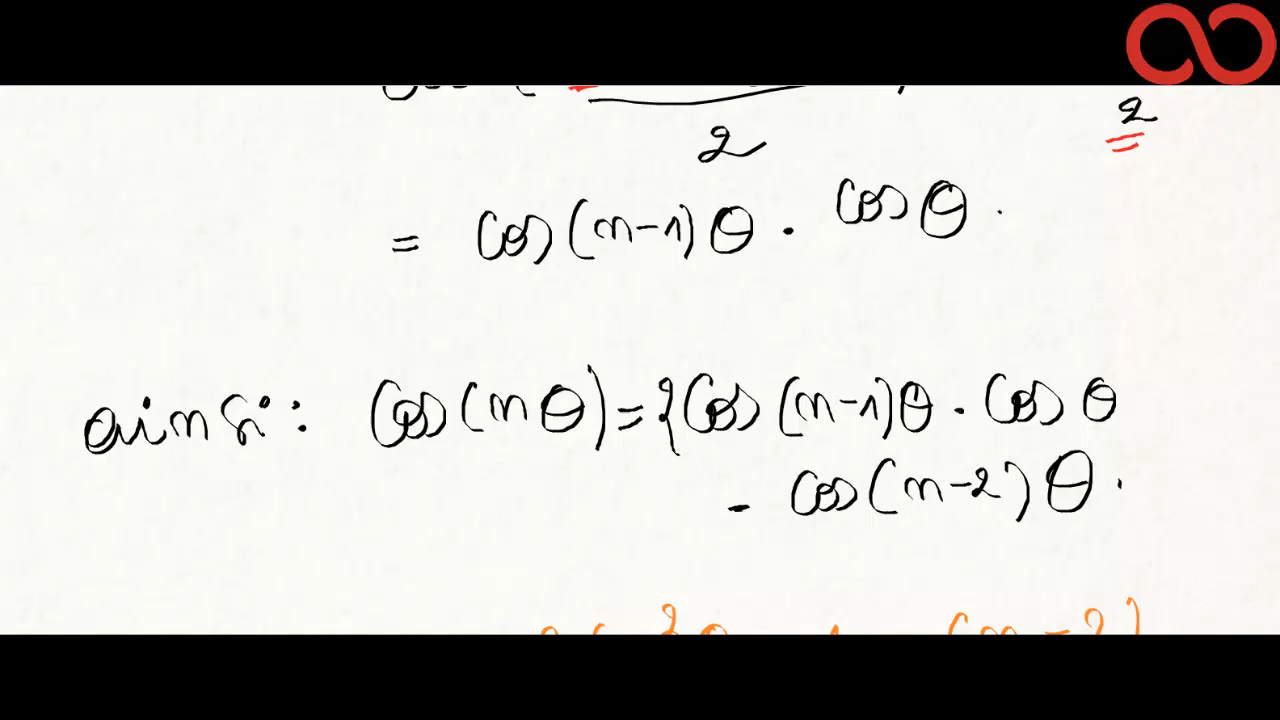 2 2
= cos(n-1)θ . cos θ .
ainsi : cos(nθ) = 2cos(n-1)θ . cos θ
- cos(n-2)θ .